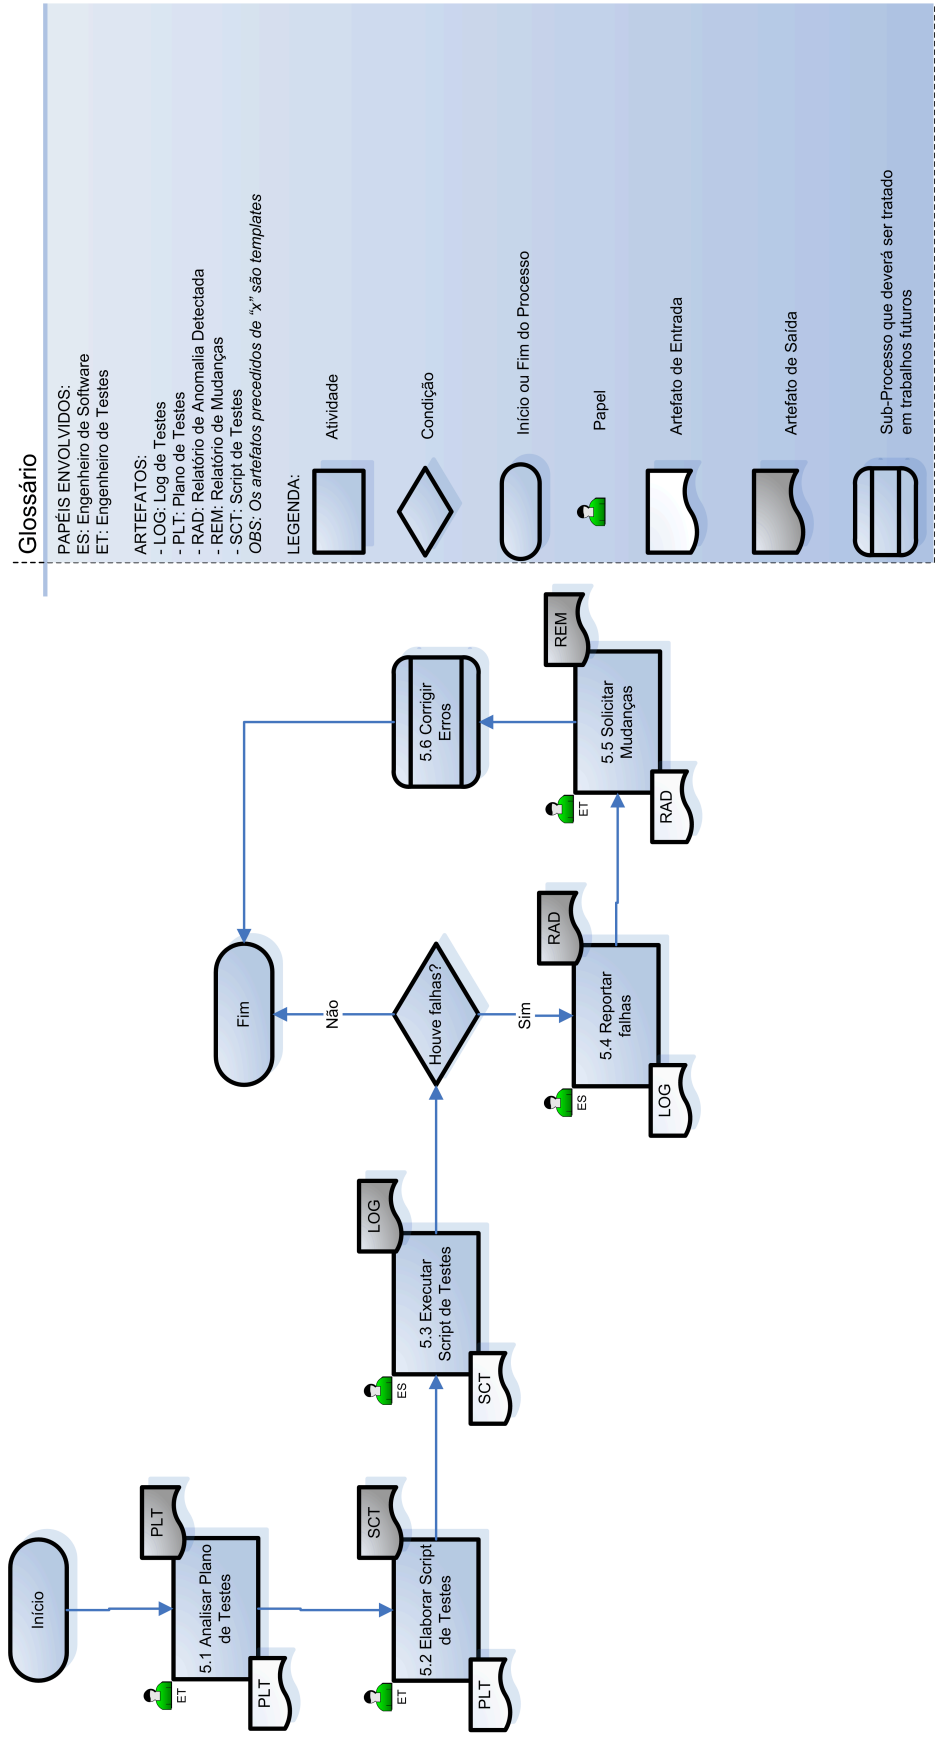 Início
5.1 Analisar Plano
de Testes
PLT
PLT
ET
5.2 Elaborar Script
de Testes
SCT
PLT
ET
5.3 Executar
Script de Testes
LOG
SCT
ES
Houve falhas?
Não
Sim
Fim
5.4 Reportar
falhas
RAD
LOG
ES
5.5 Solicitar
Mudanças
REM
RAD
ET
5.6 Corrigir
Erros
Glossário
PAPÉIS ENVOLVIDOS:
ES: Engenheiro de Software
ET: Engenheiro de Testes
ARTEFATOS:
- LOG: Log de Testes
- PLT: Plano de Testes
- RAD: Relatório de Anomalia Detectada
- REM: Relatório de Mudanças
- SCT: Script de Testes
OBS: Os artefatos precedidos de “x” são templates
LEGENDA:
Atividade
Condição
Início ou Fim do Processo
Papel
Artefato de Entrada
Artefato de Saída
Sub-Processo que deverá ser tratado
em trabalhos futuros